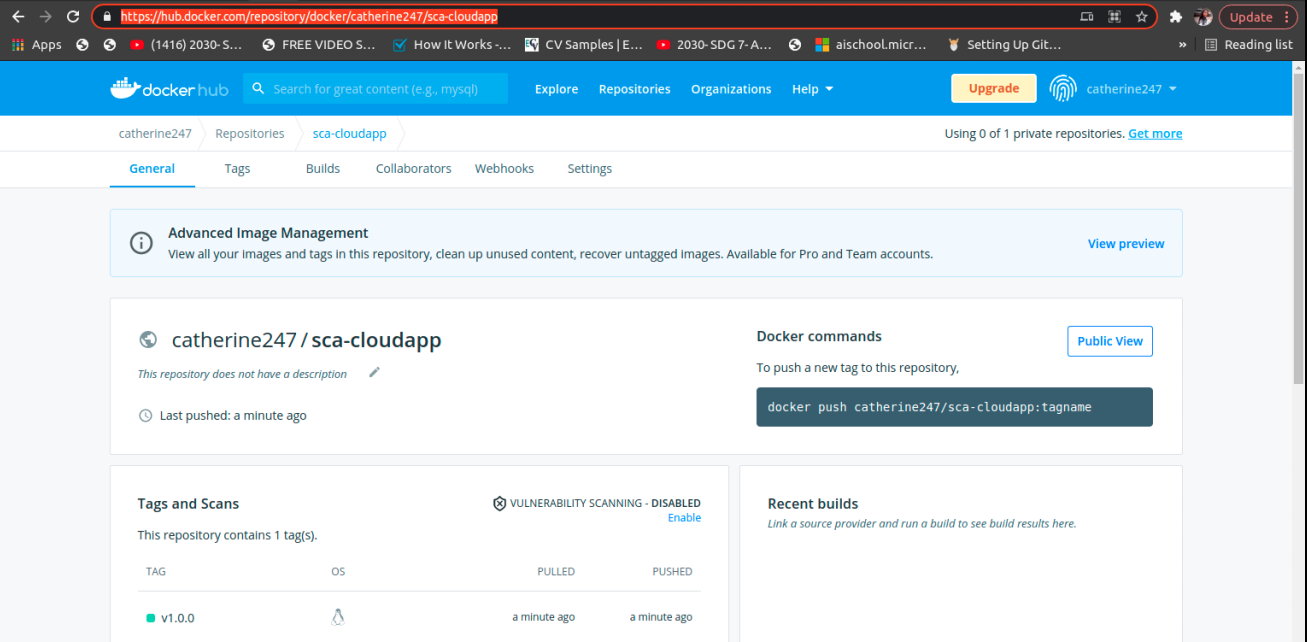 https://hub.docker.com/repository/docker/catherine247/sca-cloudapp Update
Apps (1416) 2030- S... FREE VIDEO S... How It Works -... CV Samples | E... 2030- SDG 7- A... aischool.micr... Setting Up Git... » Reading list
docker hub Search for great content (e.g., mysql) Explore Repositories Organizations Help Upgrade catherine247
catherine247 Repositories sca-cloudapp Using 0 of 1 private repositories. Get more
General Tags Builds Collaborators Webhooks Settings
Advanced Image Management
View all your images and tags in this repository, clean up unused content, recover untagged images. Available for Pro and Team accounts.
View preview
catherine247 / sca-cloudapp
This repository does not have a description
Last pushed: a minute ago
Docker commands
Public View
To push a new tag to this repository,
docker push catherine247/sca-cloudapp:tagname
Tags and Scans
VULNERABILITY SCANNING - DISABLED
Enable
This repository contains 1 tag(s).
TAG OS PULLED PUSHED
v1.0.0 a minute ago a minute ago
Recent builds
Link a source provider and run a build to see build results here.